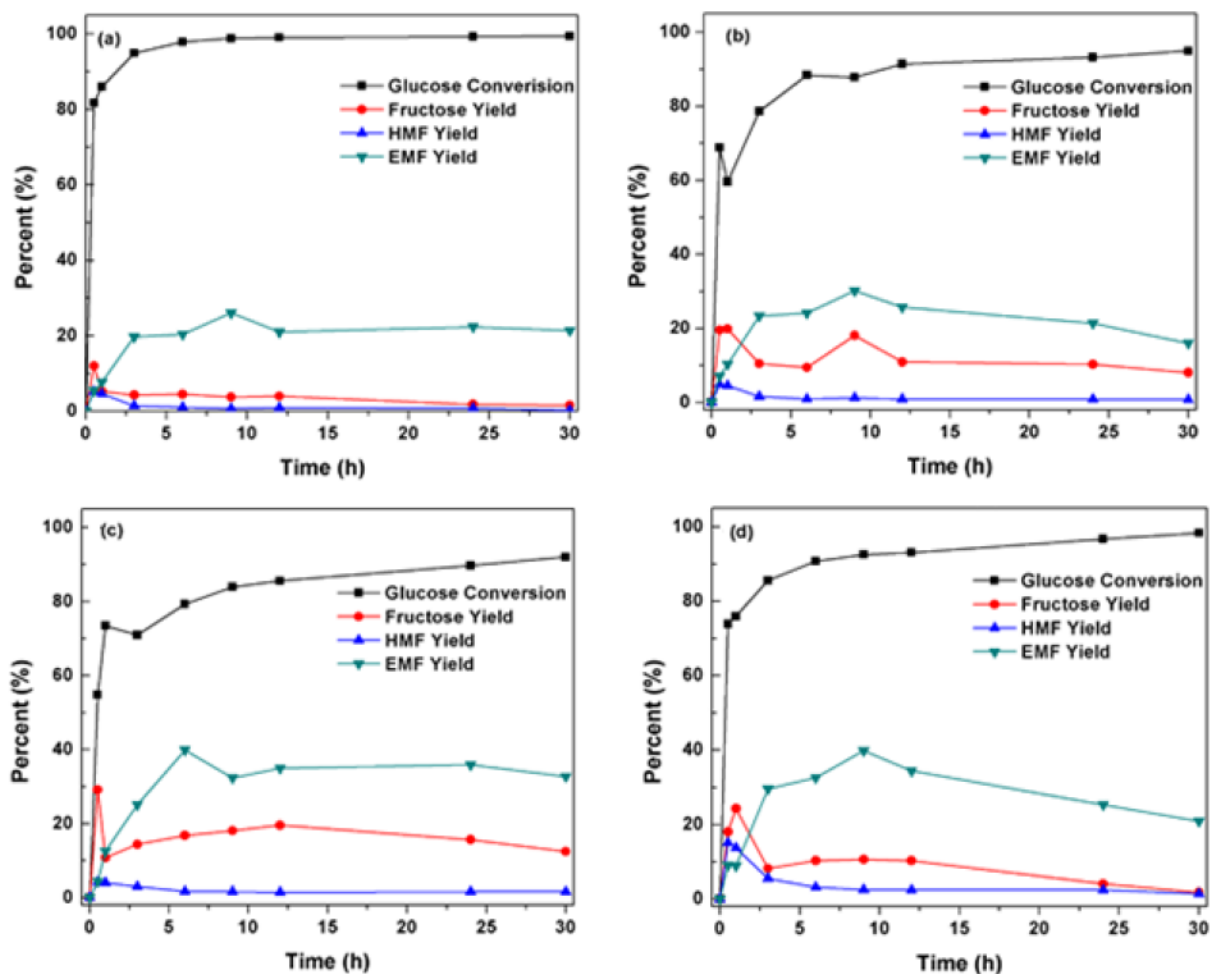 (a)
Percent (%)
100
80
60
40
20
0
Glucose Converision
Fructose Yield
HMF Yield
EMF Yield
0 5 10 15 20 25 30
Time (h)
(b)
Percent (%)
100
80
60
40
20
0
Glucose Conversion
Fructose Yield
HMF Yield
EMF Yield
0 5 10 15 20 25 30
Time (h)
(c)
Percent (%)
100
80
60
40
20
0
Glucose Conversion
Fructose Yield
HMF Yield
EMF Yield
0 5 10 15 20 25 30
Time (h)
(d)
Percent (%)
100
80
60
40
20
0
Glucose Conversion
Fructose Yield
HMF Yield
EMF Yield
0 5 10 15 20 25 30
Time (h)